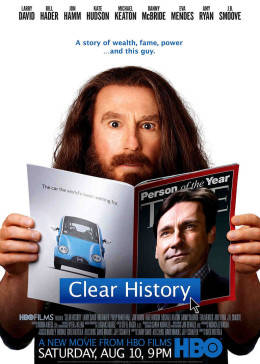 LARRY DAVID BILL HADER JON HAMM KATE HUDSON MICHAEL KEATON DANNY McBRIDE EVA MENDES AMY RYAN J.B. SMOOVE
A story of wealth, fame, power
...and this guy.
Person of the Year
TIME
The car the world's been waiting for.
Clear History
HBOFILMS
A NEW MOVIE FROM HBO FILMS
SATURDAY, AUG 10, 9PM
HBO